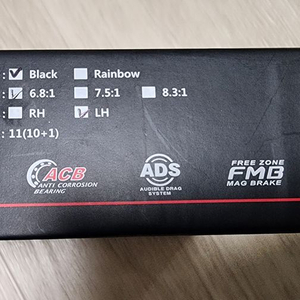 : ☑ Black ☐ Rainbow
: ☑ 6.8:1 ☐ 7.5:1 ☐ 8.3:1
☐ RH ☑ LH
: 11(10+1)
ACB
ANTI CORROSION
BEARING
ADS
AUDIBLE DRAG
SYSTEM
FREE ZONE
FMB
MAG BRAKE